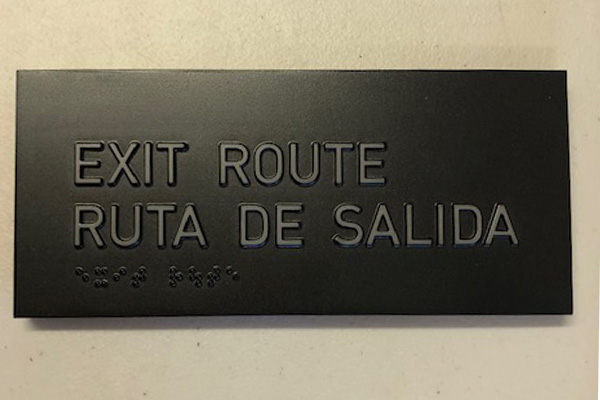 EXIT ROUTE
RUTA DE SALIDA